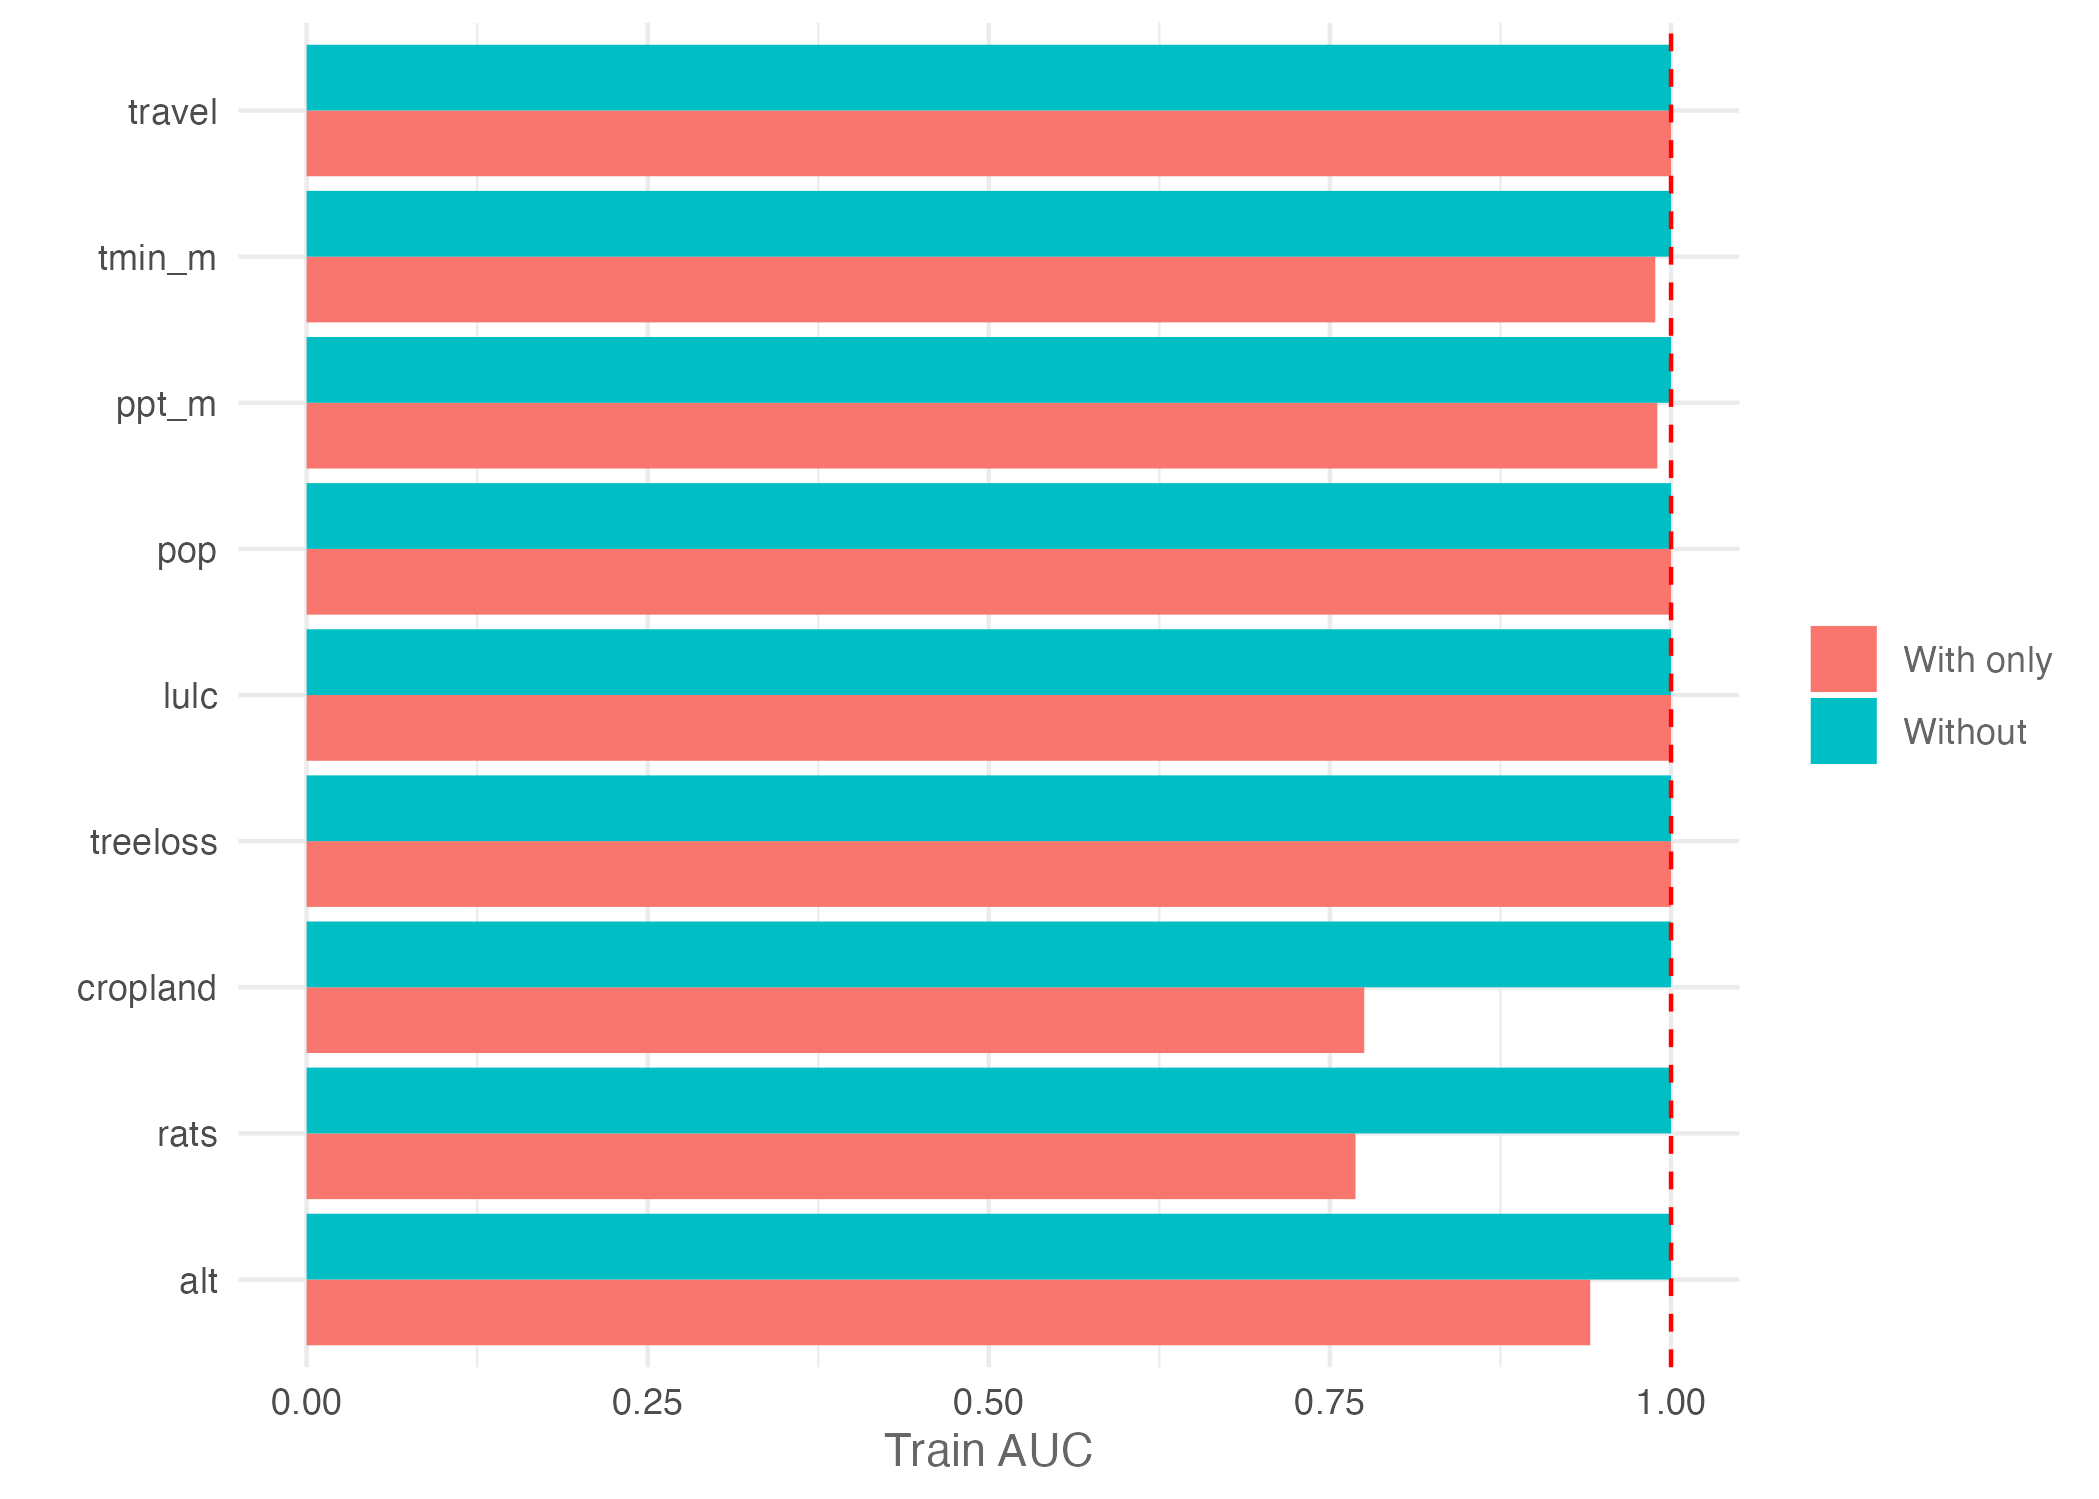 travel
tmin_m
ppt_m
pop
lulc
treeloss
cropland
rats
alt
0.00 0.25 0.50 0.75 1.00
Train AUC
With only
Without